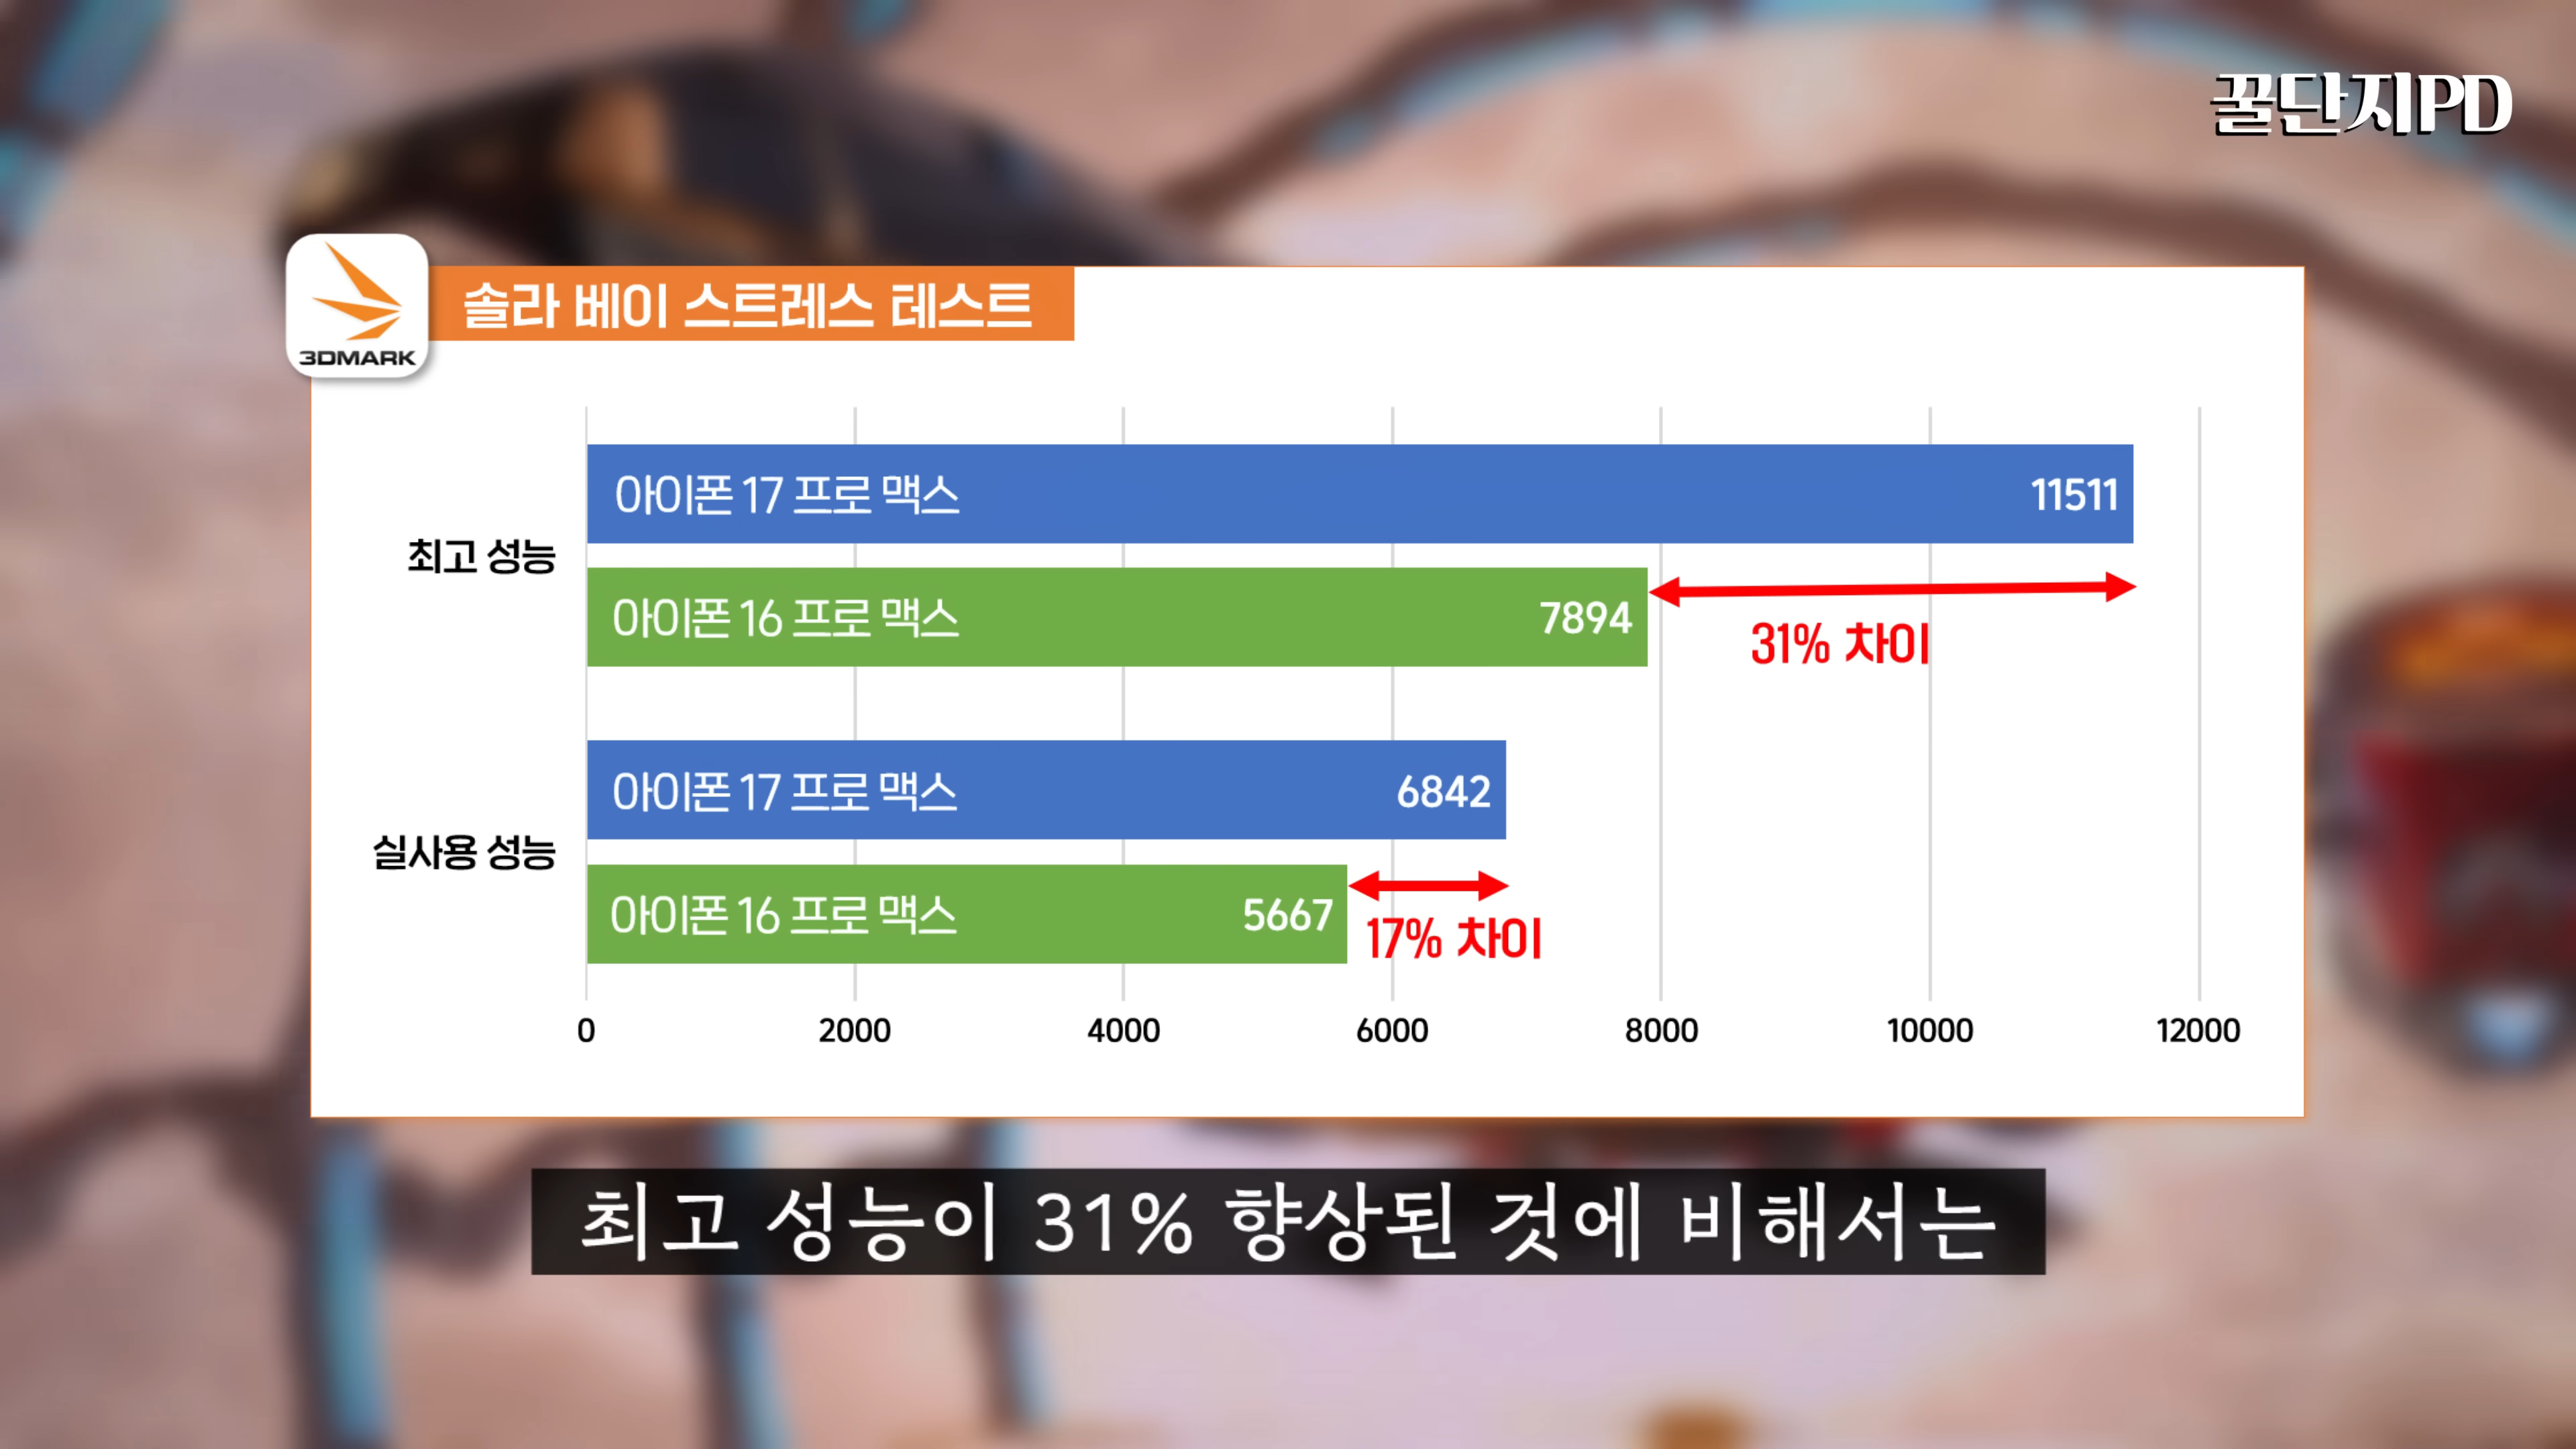 꿀단지PD
3DMARK
솔라 베이 스트레스 테스트
최고 성능
아이폰 17 프로 맥스 11511
아이폰 16 프로 맥스 7894
31% 차이
실사용 성능
아이폰 17 프로 맥스 6842
아이폰 16 프로 맥스 5667
17% 차이
0 2000 4000 6000 8000 10000 12000
최고 성능이 31% 향상된 것에 비해서는